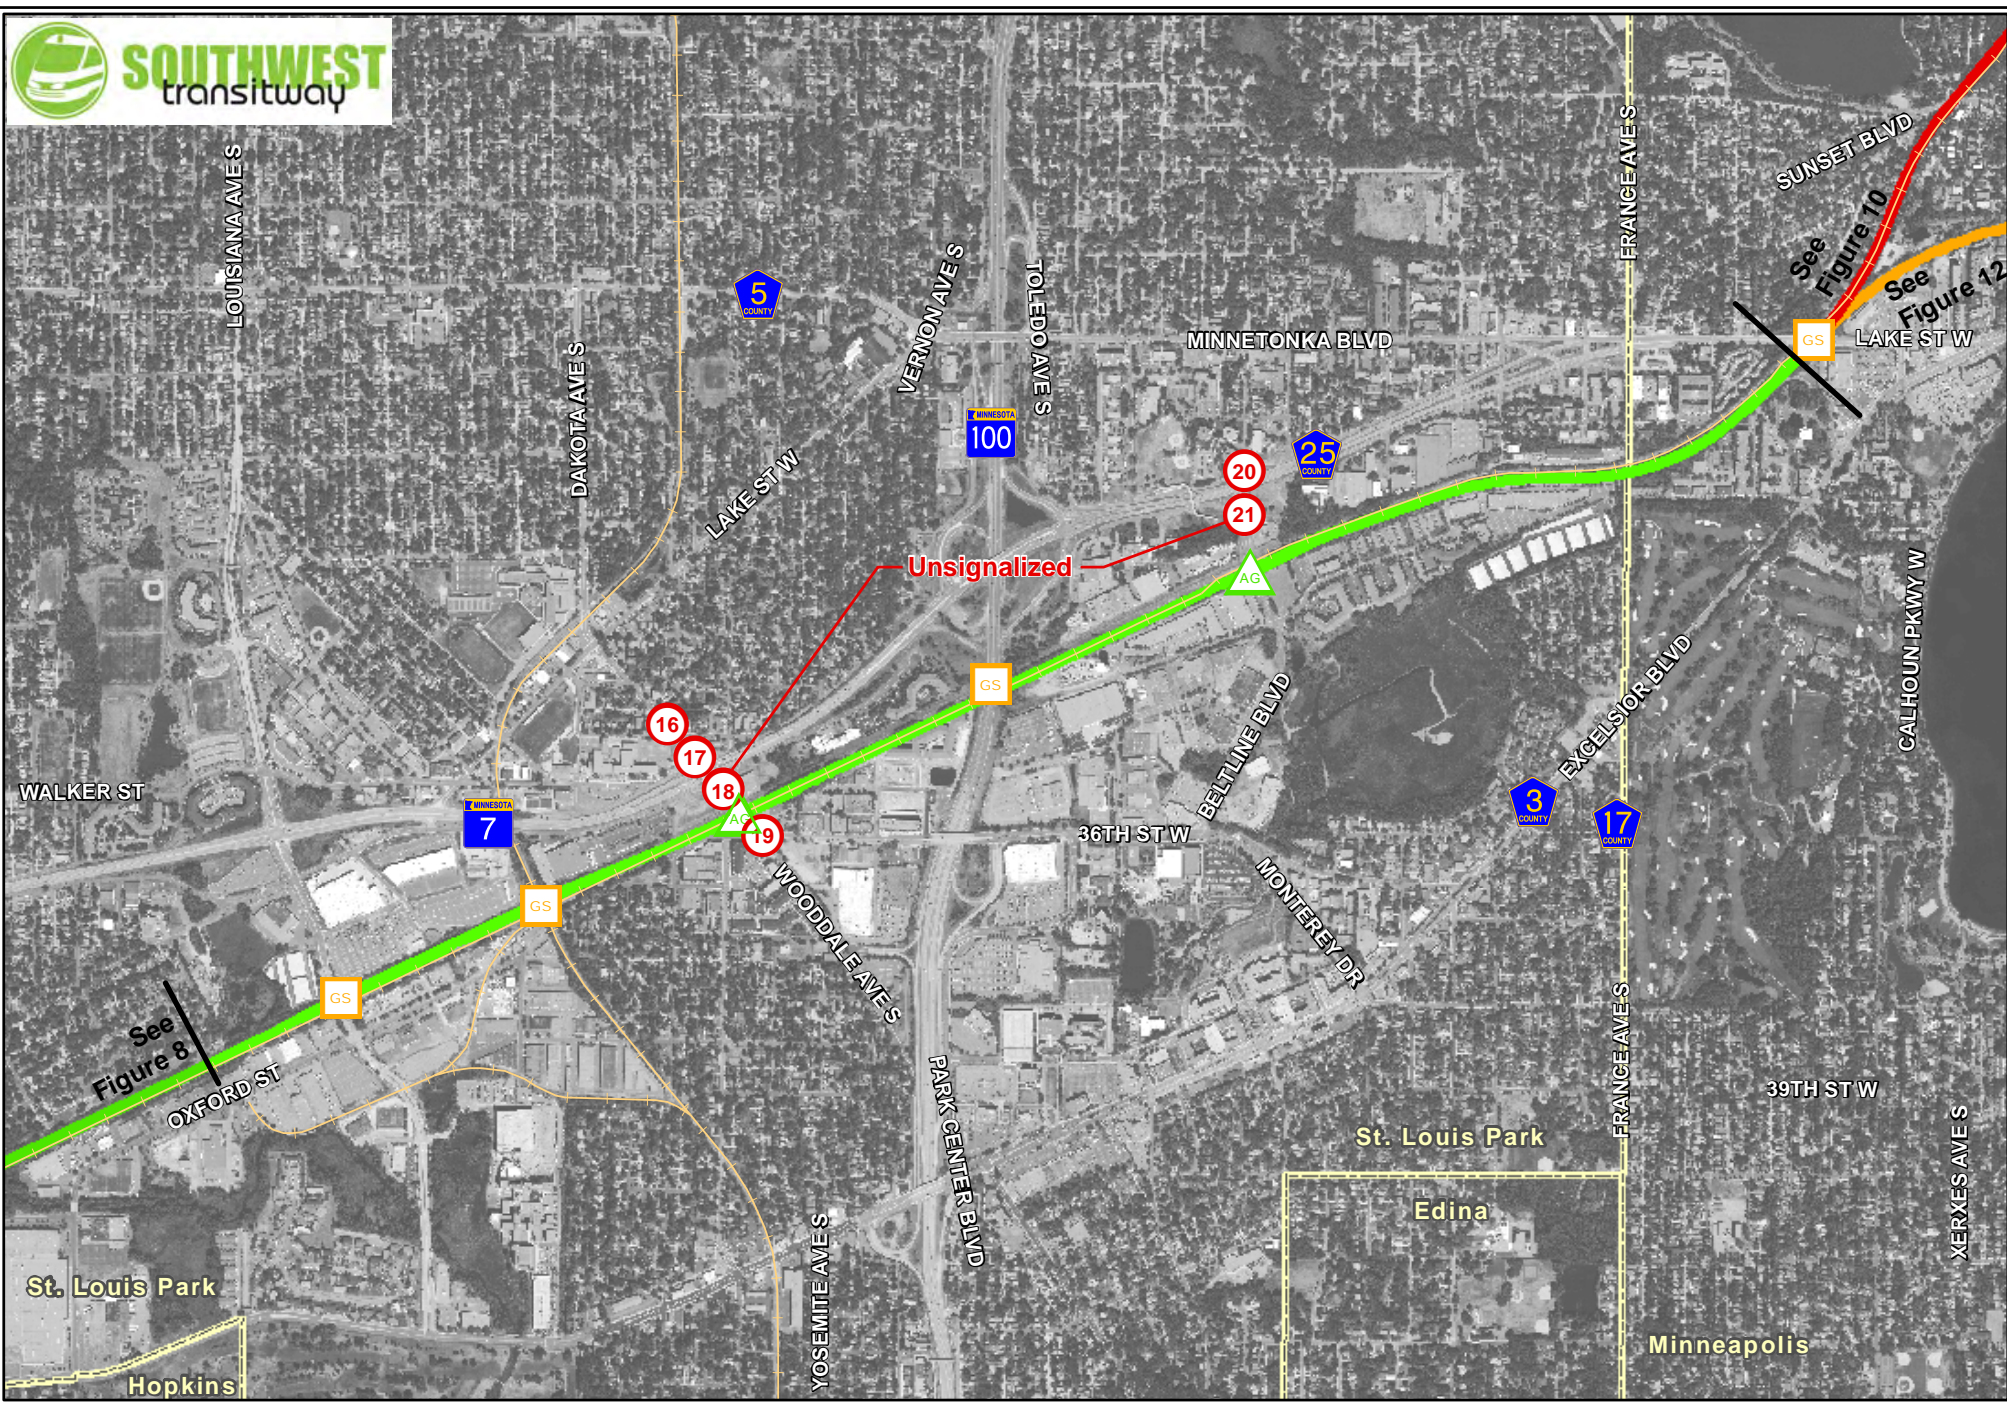 SOUTHWEST
transitway
LOUISIANA AVE S
FRANCE AVE S
SUNSET BLVD
See
Figure 10
See
Figure 12
5
COUNTY
VERNON AVE S
TOLEDO AVE S
MINNETONKA BLVD
GS
LAKE ST W
DAKOTA AVE S
MINNESOTA
100
LAKE ST W
25
COUNTY
20
21
Unsignalized
AG
CALHOUN PKWY W
GS
EXCELSIOR BLVD
BELTLINE BLVD
16
17
18
AG
19
WALKER ST
MINNESOTA
7
36TH ST W
3
COUNTY
17
COUNTY
MONTEREY DR
WOODDALE AVE S
GS
GS
See
Figure 8
OXFORD ST
PARK CENTER BLVD
FRANCE AVE S
39TH ST W
St. Louis Park
XERXES AVE S
Edina
YOSEMITE AVE S
St. Louis Park
Minneapolis
Hopkins